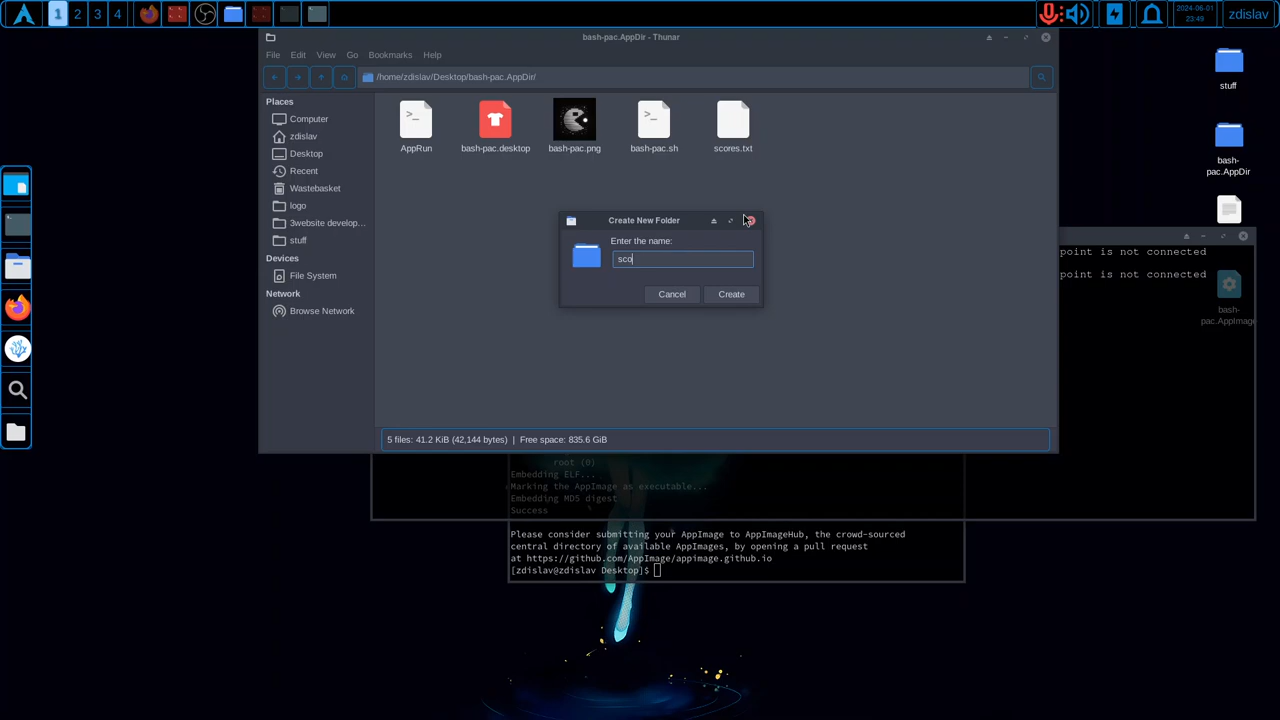 1 2 3 4
2024-06-01
23:49
zdislav
bash-pac.AppDir - Thunar
File Edit View Go Bookmarks Help
/home/zdislav/Desktop/bash-pac.AppDir/
Places
Computer
zdislav
Desktop
Recent
Wastebasket
logo
3website develop...
stuff
Devices
File System
Network
Browse Network
>_
AppRun
bash-pac.desktop
bash-pac.png
>_
bash-pac.sh
scores.txt
Create New Folder
Enter the name:
sco
Cancel Create
5 files: 41.2 KiB (42,144 bytes) | Free space: 835.6 GiB
stuff
bash-
pac.AppDir
point is not connected
point is not connected
bash-
pac.AppImage
root (0)
Embedding ELF...
Marking the AppImage as executable...
Embedding MD5 digest
Success
Please consider submitting your AppImage to AppImageHub, the crowd-sourced
central directory of available AppImages, by opening a pull request
at https://github.com/AppImage/appimage.github.io
[zdislav@zdislav Desktop]$